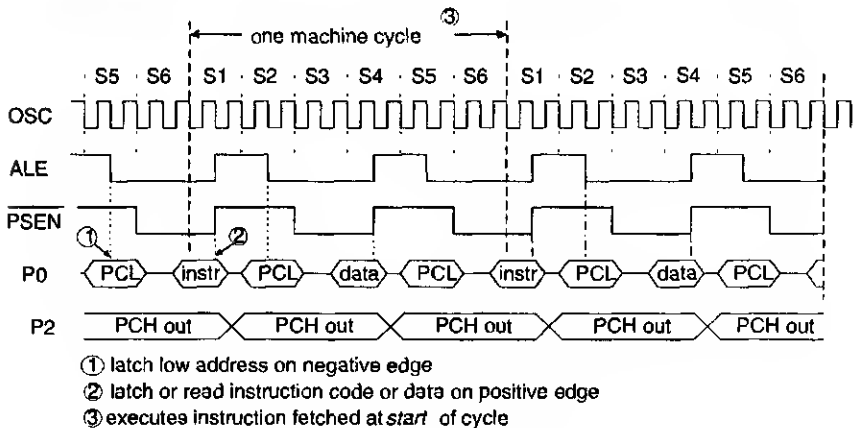 ③
one machine cycle
S5 S6 S1 S2 S3 S4 S5 S6 S1 S2 S3 S4 S5 S6
OSC
ALE
PSEN
① ②
P0 PCL instr PCL data PCL instr PCL data PCL
P2 PCH out PCH out PCH out PCH out PCH out
① latch low address on negative edge
② latch or read instruction code or data on positive edge
③ executes instruction fetched at start of cycle